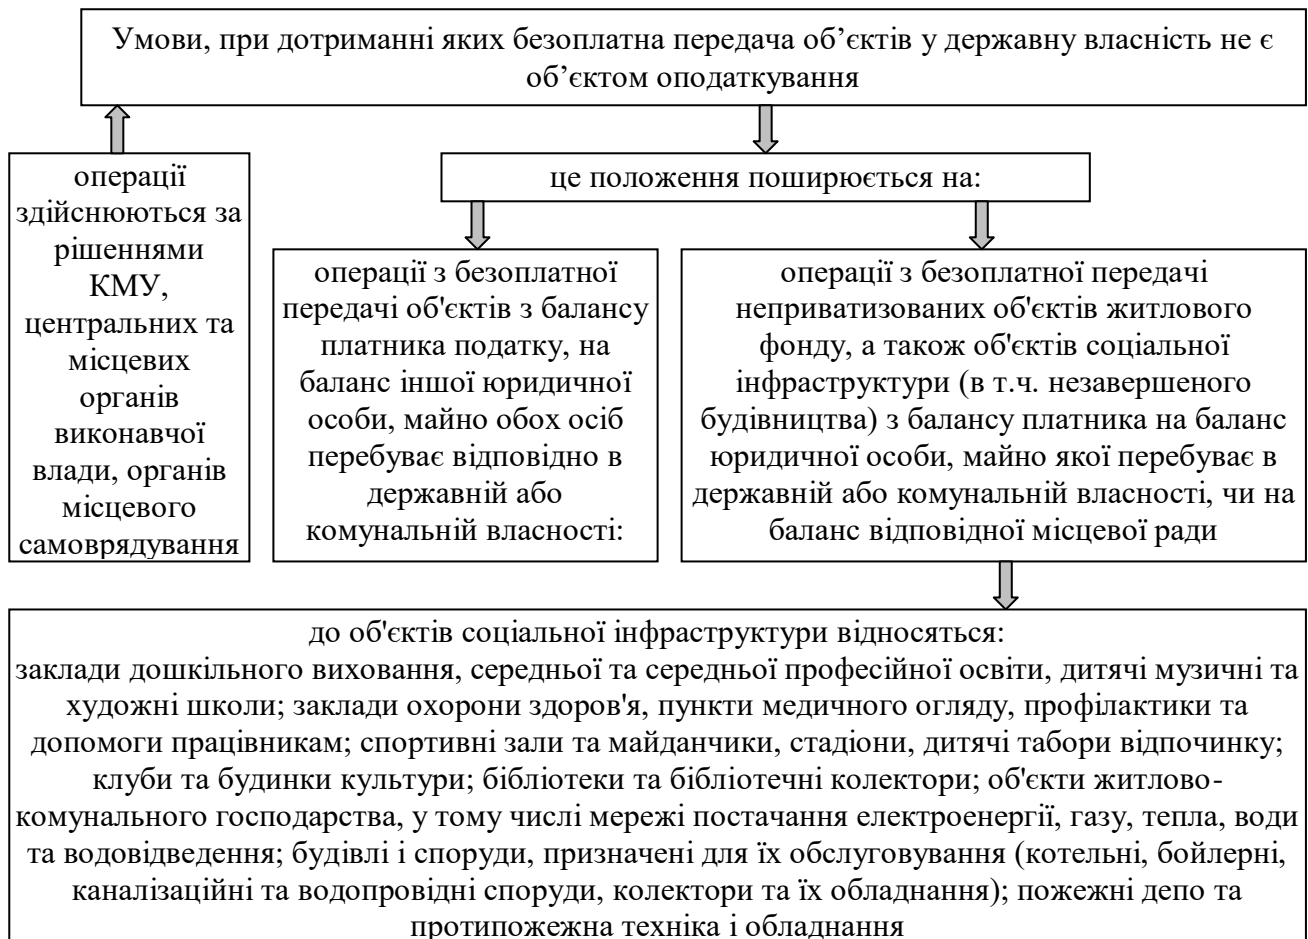 Умови, при дотриманні яких безоплатна передача об’єктів у державну власність не є
об’єктом оподаткування
операції
здійснюються за
рішеннями
КМУ,
центральних та
місцевих
органів
виконавчої
влади, органів
місцевого
самоврядування
це положення поширюється на:
операції з безоплатної
передачі об'єктів з балансу
платника податку, на
баланс іншої юридичної
особи, майно обох осіб
перебуває відповідно в
державній або
комунальній власності:
операції з безоплатної передачі
неприватизованих об'єктів житлового
фонду, а також об'єктів соціальної
інфраструктури (в т.ч. незавершеного
будівництва) з балансу платника на баланс
юридичної особи, майно якої перебуває в
державній або комунальній власності, чи на
баланс відповідної місцевої ради
до об'єктів соціальної інфраструктури відносяться:
заклади дошкільного виховання, середньої та середньої професійної освіти, дитячі музичні та
художні школи; заклади охорони здоров'я, пункти медичного огляду, профілактики та
допомоги працівникам; спортивні зали та майданчики, стадіони, дитячі табори відпочинку;
клуби та будинки культури; бібліотеки та бібліотечні колектори; об'єкти житлово-
комунального господарства, у тому числі мережі постачання електроенергії, газу, тепла, води
та водовідведення; будівлі і споруди, призначені для їх обслуговування (котельні, бойлерні,
каналізаційні та водопровідні споруди, колектори та їх обладнання); пожежні депо та
протипожежна техніка і обладнання